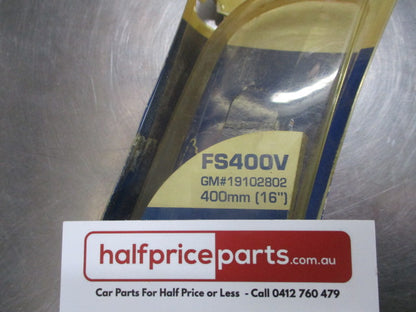 FS400V
GM#19102802
400mm (16")
halfpriceparts.com.au
Car Parts For Half Price or Less - Call 0412 760 479